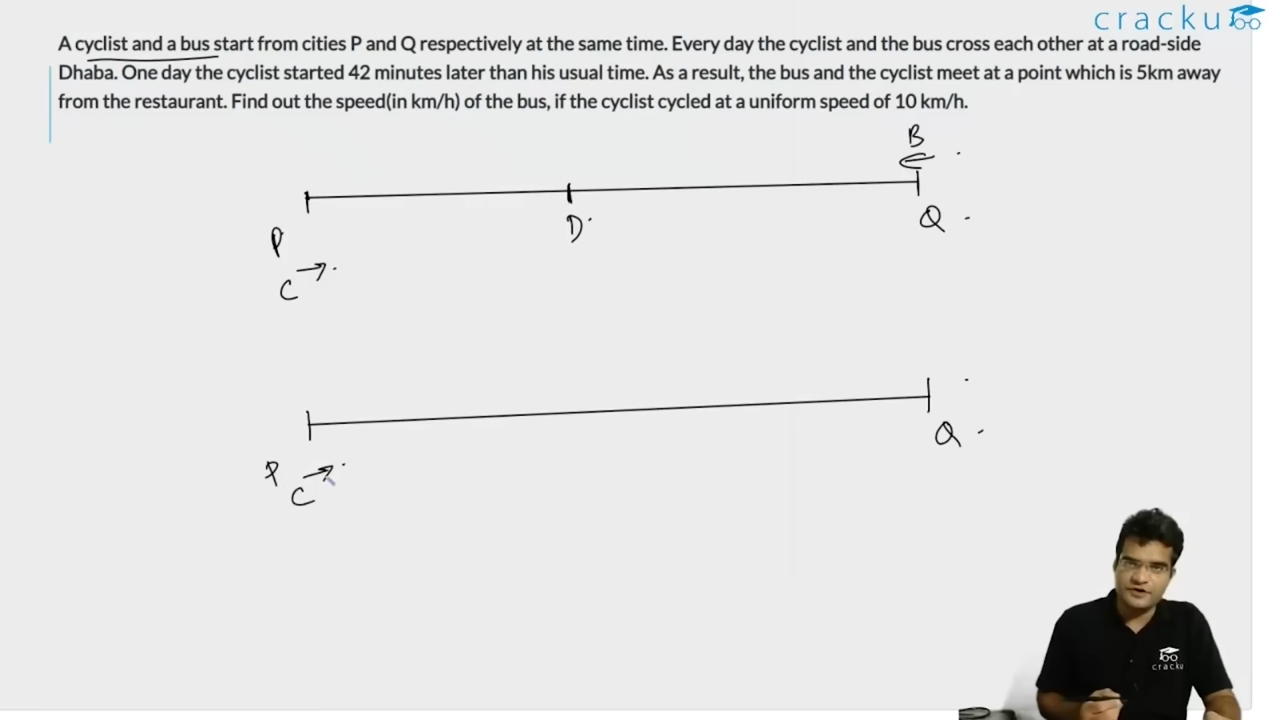 cracku
A cyclist and a bus start from cities P and Q respectively at the same time. Every day the cyclist and the bus cross each other at a road-side
Dhaba. One day the cyclist started 42 minutes later than his usual time. As a result, the bus and the cyclist meet at a point which is 5km away
from the restaurant. Find out the speed(in km/h) of the bus, if the cyclist cycled at a uniform speed of 10 km/h.
B
P
D
Q
C
Q
P
C
cracku